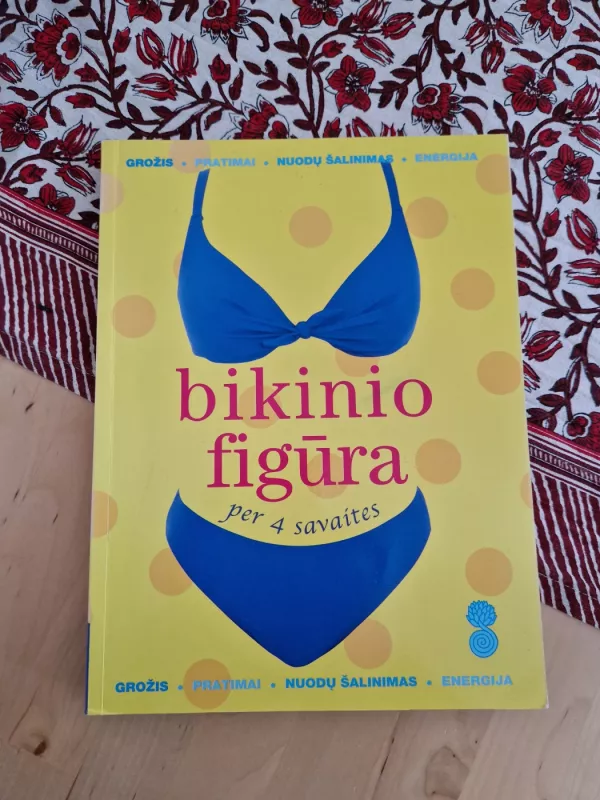 GROŽIS • PRATIMAI • NUODŲ ŠALINIMAS • ENERGIJA
bikinio
figūra
per 4 savaites
GROŽIS • PRATIMAI • NUODŲ ŠALINIMAS • ENERGIJA